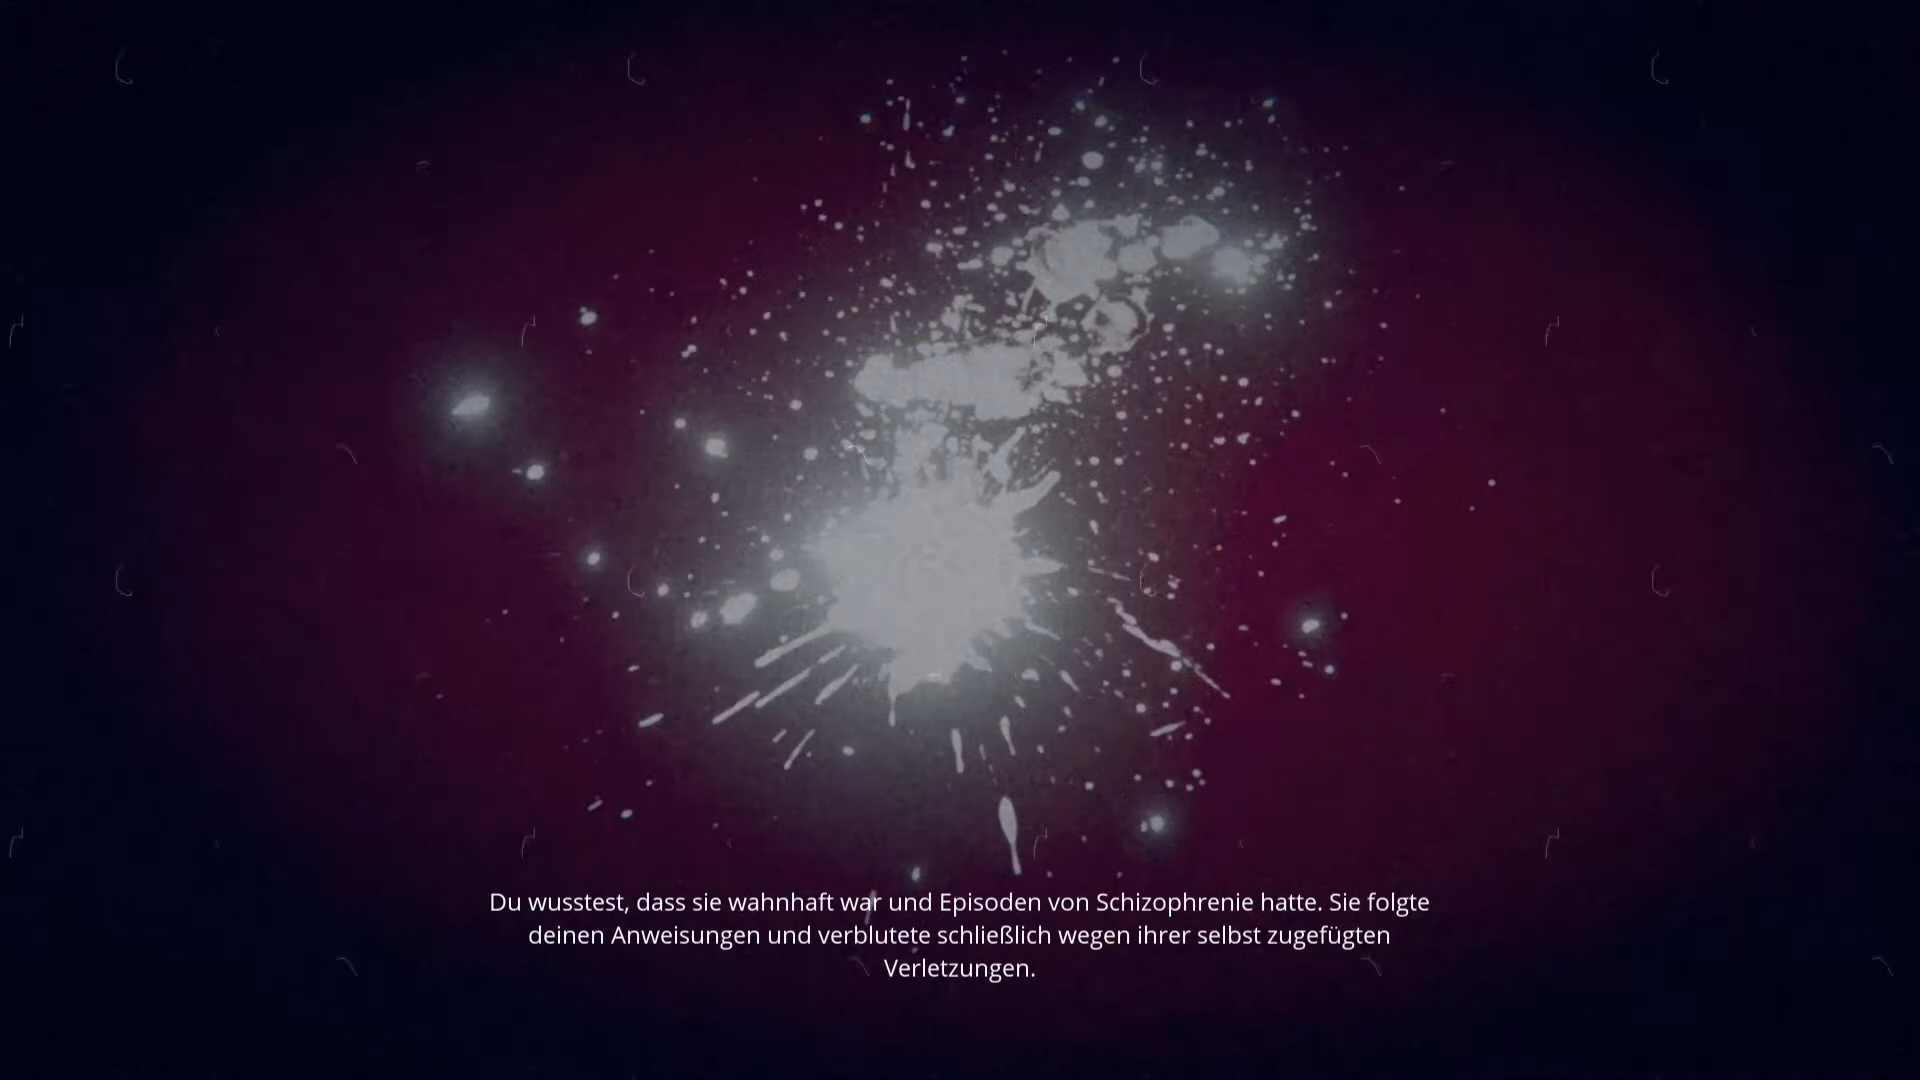 Du wusstest, dass sie wahnhaft war und Episoden von Schizophrenie hatte. Sie folgte
deinen Anweisungen und verblutete schließlich wegen ihrer selbst zugefügten
Verletzungen.